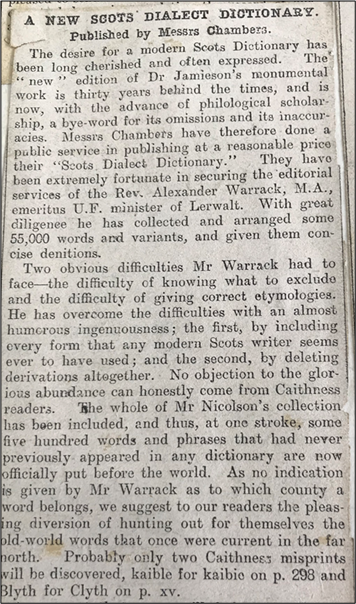 A NEW SCOTS DIALECT DICTIONARY.
Published by Messrs Chambers.
The desire for a modern Scots Dictionary has
been long cherished and often expressed. The
"new" edition of Dr Jamieson's monumental
work is thirty years behind the times, and is
now, with the advance of philological scholar-
ship, a bye-word for its omissions and its inaccur-
acies. Messrs Chambers have therefore done a
public service in publishing at a reasonable price
their "Scots Dialect Dictionary." They have
been extremely fortunate in securing the editorial
services of the Rev. Alexander Warrack, M.A.,
emeritus U.F. minister of Lerwalt. With great
diligence he has collected and arranged some
55,000 words and variants, and given them con-
cise denitions.
Two obvious difficulties Mr Warrack had to
face—the difficulty of knowing what to exclude
and the difficulty of giving correct etymologies.
He has overcome the difficulties with an almost
humorous ingenuousness; the first, by including
every form that any modern Scots writer seems
ever to have used; and the second, by deleting
derivations altogether. No objection to the glor-
ious abundance can honestly come from Caithness
readers. The whole of Mr Nicolson's collection
has been included, and thus, at one stroke, some
five hundred words and phrases that had never
previously appeared in any dictionary are now
officially put before the world. As no indication
is given by Mr Warrack as to which county a
word belongs, we suggest to our readers the pleas-
ing diversion of hunting out for themselves the
old-world words that once were current in the far
north. Probably only two Caithness misprints
will be discovered, kaible for kaibie on p. 298 and
Blyth for Clyth on p. xv.